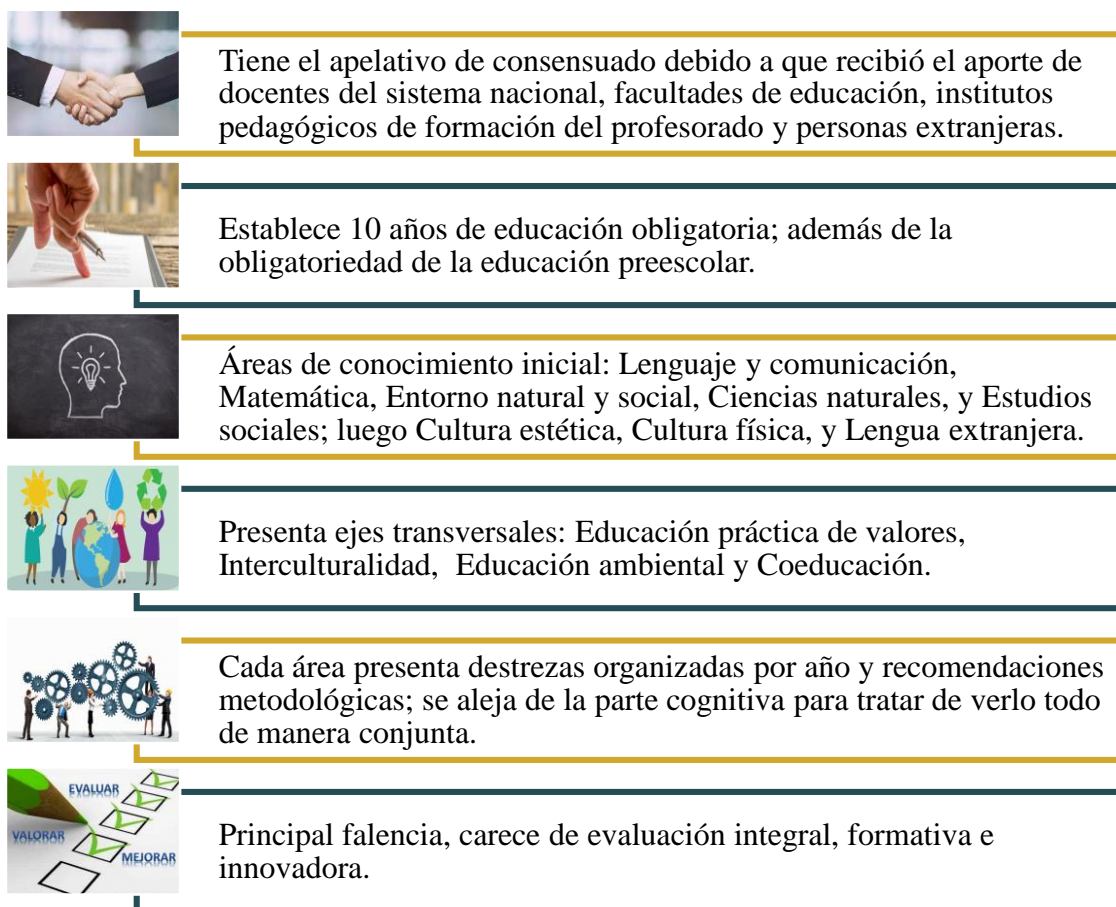 Tiene el apelativo de consensuado debido a que recibió el aporte de
docentes del sistema nacional, facultades de educación, institutos
pedagógicos de formación del profesorado y personas extranjeras.
Establece 10 años de educación obligatoria; además de la
obligatoriedad de la educación preescolar.
Áreas de conocimiento inicial: Lenguaje y comunicación,
Matemática, Entorno natural y social, Ciencias naturales, y Estudios
sociales; luego Cultura estética, Cultura física, y Lengua extranjera.
Presenta ejes transversales: Educación práctica de valores,
Interculturalidad,  Educación ambiental y Coeducación.
Cada área presenta destrezas organizadas por año y recomendaciones
metodológicas; se aleja de la parte cognitiva para tratar de verlo todo
de manera conjunta.
EVALUAR
VALORAR
MEJORAR
Principal falencia, carece de evaluación integral, formativa e
innovadora.